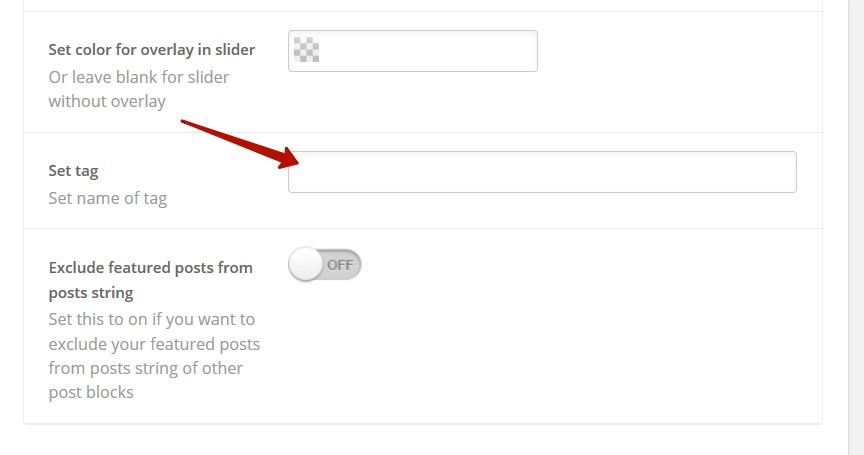 Set color for overlay in slider
Or leave blank for slider
without overlay
Set tag
Set name of tag
Exclude featured posts from
posts string
OFF
Set this to on if you want to
exclude your featured posts
from posts string of other
post blocks